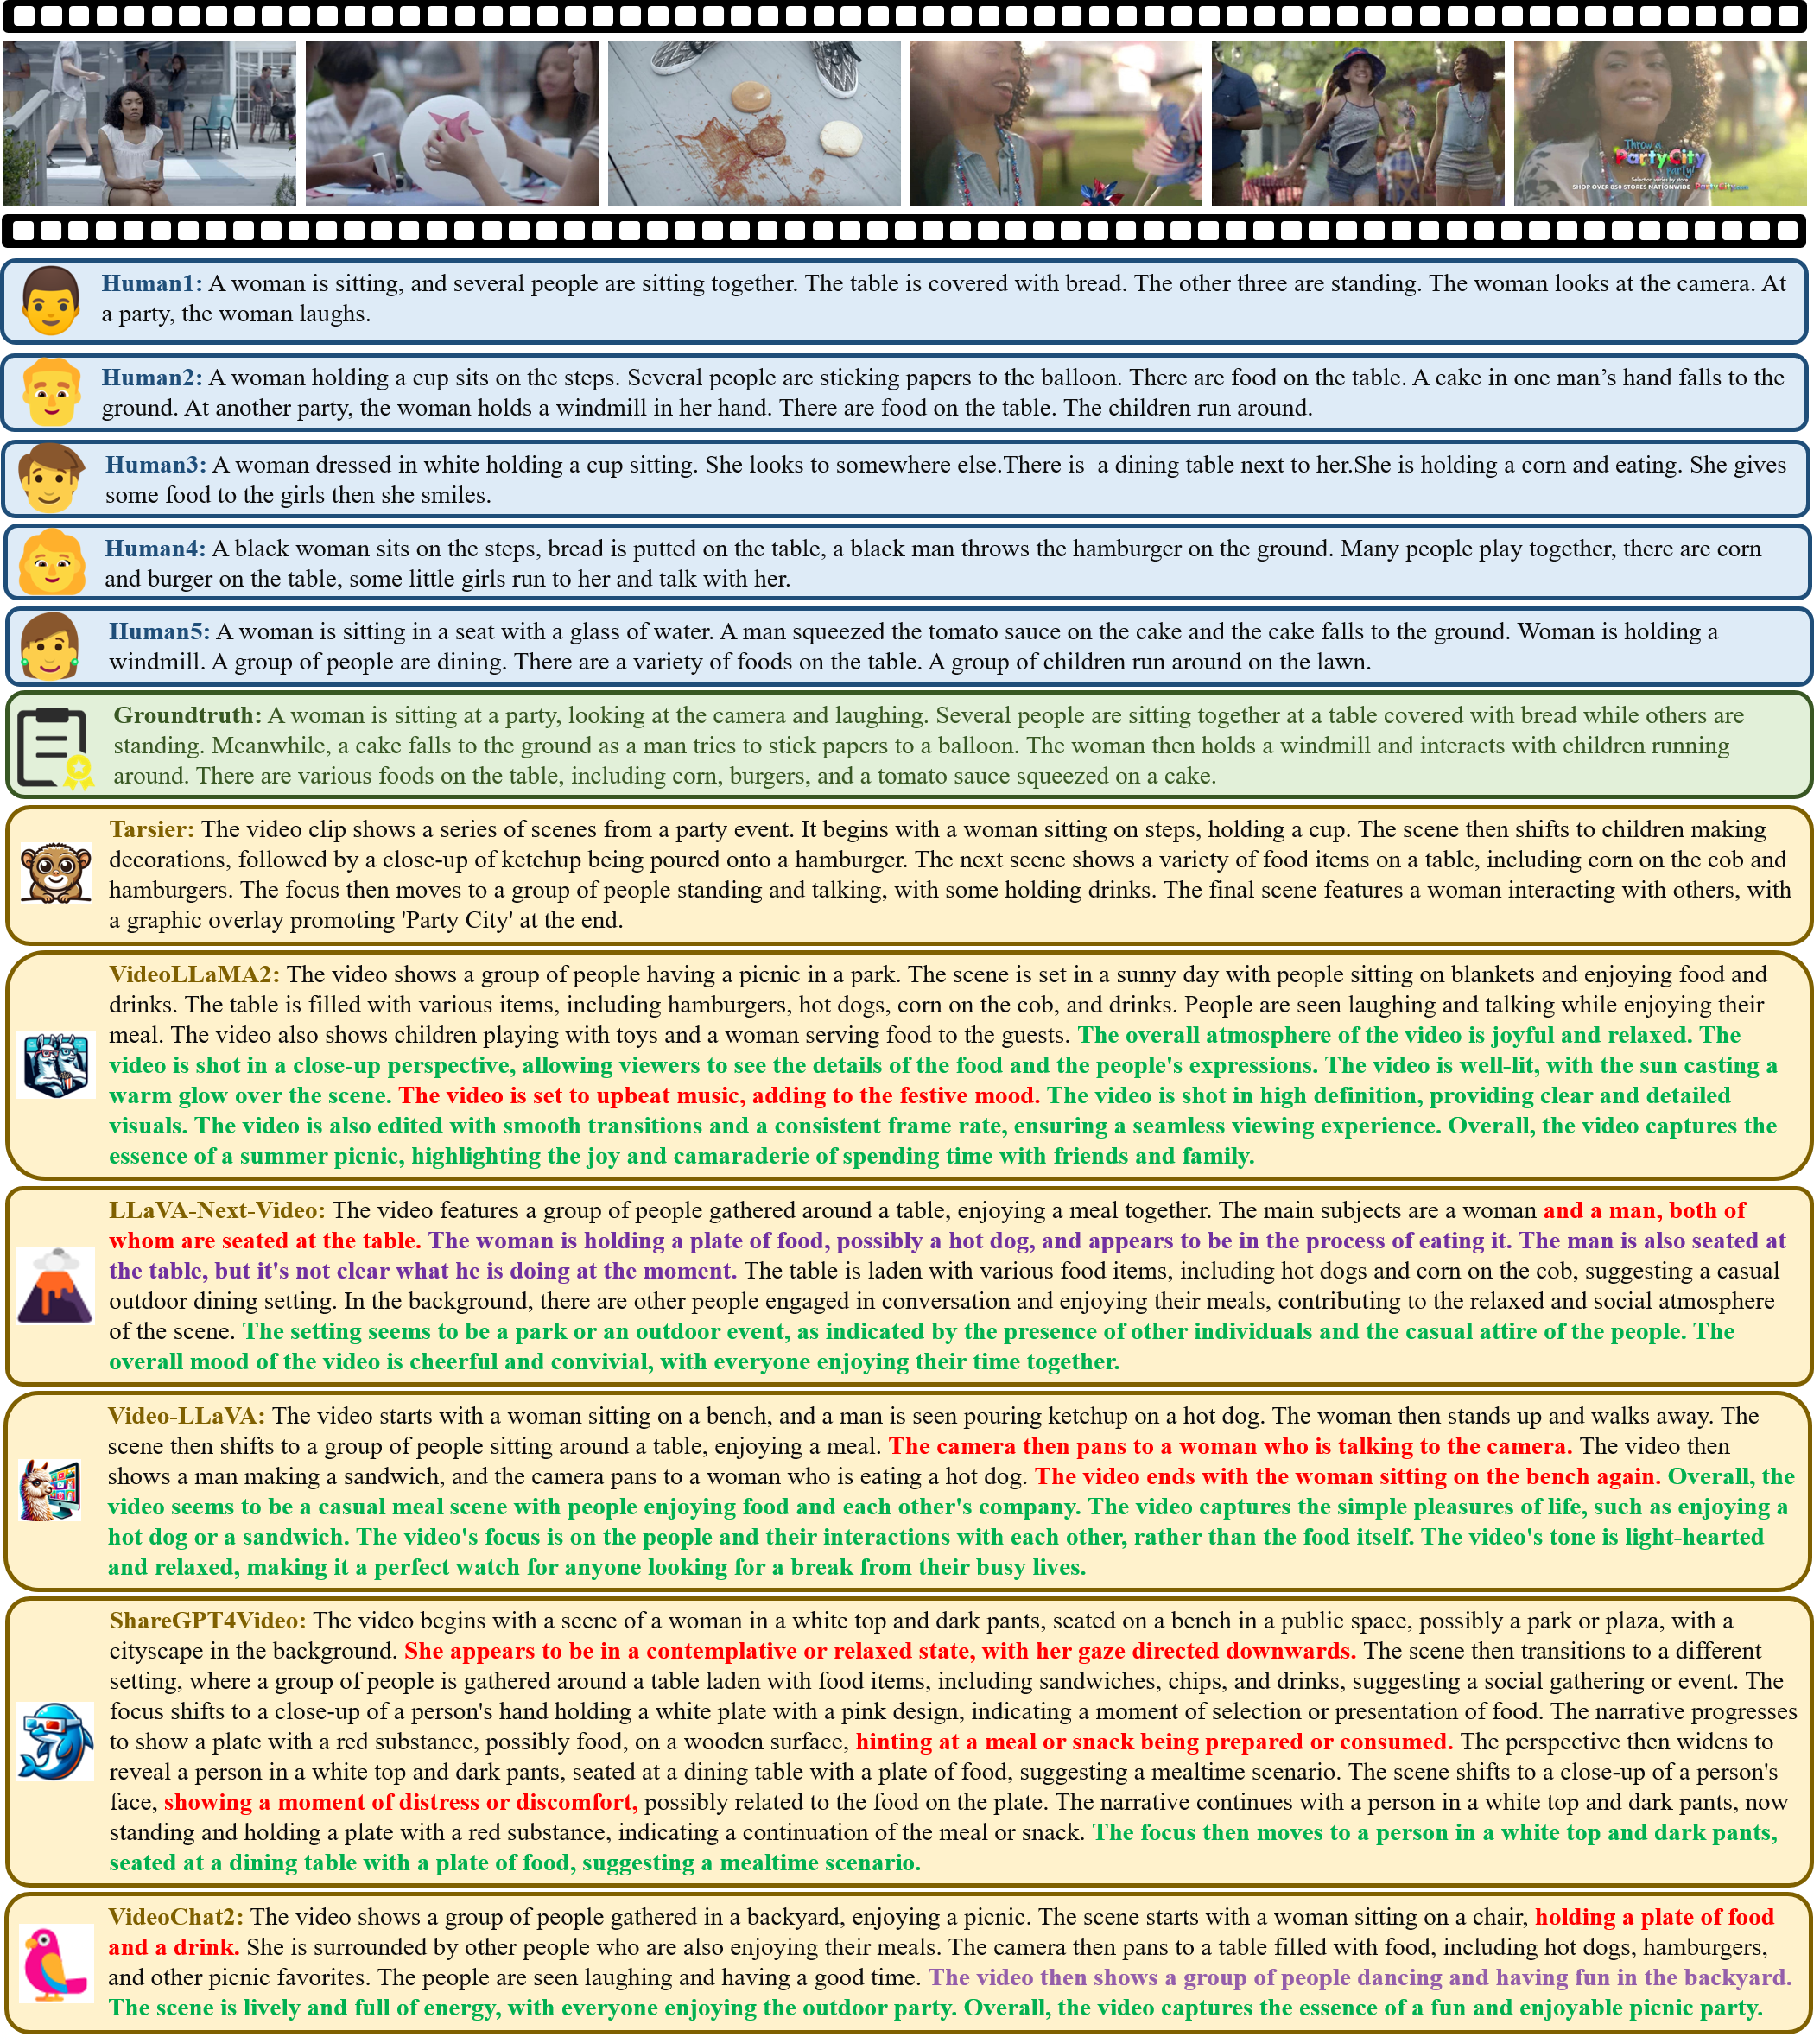 Throw a
PartyCity
Party!
Selection varies by store.
SHOP OVER 850 STORES NATIONWIDE PartyCity.com
Human1: A woman is sitting, and several people are sitting together. The table is covered with bread. The other three are standing. The woman looks at the camera. At
a party, the woman laughs.
Human2: A woman holding a cup sits on the steps. Several people are sticking papers to the balloon. There are food on the table. A cake in one man’s hand falls to the
ground. At another party, the woman holds a windmill in her hand. There are food on the table. The children run around.
Human3: A woman dressed in white holding a cup sitting. She looks to somewhere else.There is  a dining table next to her.She is holding a corn and eating. She gives
some food to the girls then she smiles.
Human4: A black woman sits on the steps, bread is putted on the table, a black man throws the hamburger on the ground. Many people play together, there are corn
and burger on the table, some little girls run to her and talk with her.
Human5: A woman is sitting in a seat with a glass of water. A man squeezed the tomato sauce on the cake and the cake falls to the ground. Woman is holding a
windmill. A group of people are dining. There are a variety of foods on the table. A group of children run around on the lawn.
Groundtruth: A woman is sitting at a party, looking at the camera and laughing. Several people are sitting together at a table covered with bread while others are
standing. Meanwhile, a cake falls to the ground as a man tries to stick papers to a balloon. The woman then holds a windmill and interacts with children running
around. There are various foods on the table, including corn, burgers, and a tomato sauce squeezed on a cake.
Tarsier: The video clip shows a series of scenes from a party event. It begins with a woman sitting on steps, holding a cup. The scene then shifts to children making
decorations, followed by a close-up of ketchup being poured onto a hamburger. The next scene shows a variety of food items on a table, including corn on the cob and
hamburgers. The focus then moves to a group of people standing and talking, with some holding drinks. The final scene features a woman interacting with others, with
a graphic overlay promoting 'Party City' at the end.
VideoLLaMA2: The video shows a group of people having a picnic in a park. The scene is set in a sunny day with people sitting on blankets and enjoying food and
drinks. The table is filled with various items, including hamburgers, hot dogs, corn on the cob, and drinks. People are seen laughing and talking while enjoying their
meal. The video also shows children playing with toys and a woman serving food to the guests. The overall atmosphere of the video is joyful and relaxed. The
video is shot in a close-up perspective, allowing viewers to see the details of the food and the people's expressions. The video is well-lit, with the sun casting a
warm glow over the scene. The video is set to upbeat music, adding to the festive mood. The video is shot in high definition, providing clear and detailed
visuals. The video is also edited with smooth transitions and a consistent frame rate, ensuring a seamless viewing experience. Overall, the video captures the
essence of a summer picnic, highlighting the joy and camaraderie of spending time with friends and family.
LLaVA-Next-Video: The video features a group of people gathered around a table, enjoying a meal together. The main subjects are a woman and a man, both of
whom are seated at the table. The woman is holding a plate of food, possibly a hot dog, and appears to be in the process of eating it. The man is also seated at
the table, but it's not clear what he is doing at the moment. The table is laden with various food items, including hot dogs and corn on the cob, suggesting a casual
outdoor dining setting. In the background, there are other people engaged in conversation and enjoying their meals, contributing to the relaxed and social atmosphere
of the scene. The setting seems to be a park or an outdoor event, as indicated by the presence of other individuals and the casual attire of the people. The
overall mood of the video is cheerful and convivial, with everyone enjoying their time together.
Video-LLaVA: The video starts with a woman sitting on a bench, and a man is seen pouring ketchup on a hot dog. The woman then stands up and walks away. The
scene then shifts to a group of people sitting around a table, enjoying a meal. The camera then pans to a woman who is talking to the camera. The video then
shows a man making a sandwich, and the camera pans to a woman who is eating a hot dog. The video ends with the woman sitting on the bench again. Overall, the
video seems to be a casual meal scene with people enjoying food and each other's company. The video captures the simple pleasures of life, such as enjoying a
hot dog or a sandwich. The video's focus is on the people and their interactions with each other, rather than the food itself. The video's tone is light-hearted
and relaxed, making it a perfect watch for anyone looking for a break from their busy lives.
ShareGPT4Video: The video begins with a scene of a woman in a white top and dark pants, seated on a bench in a public space, possibly a park or plaza, with a
cityscape in the background. She appears to be in a contemplative or relaxed state, with her gaze directed downwards. The scene then transitions to a different
setting, where a group of people is gathered around a table laden with food items, including sandwiches, chips, and drinks, suggesting a social gathering or event. The
focus shifts to a close-up of a person's hand holding a white plate with a pink design, indicating a moment of selection or presentation of food. The narrative progresses
to show a plate with a red substance, possibly food, on a wooden surface, hinting at a meal or snack being prepared or consumed. The perspective then widens to
reveal a person in a white top and dark pants, seated at a dining table with a plate of food, suggesting a mealtime scenario. The scene shifts to a close-up of a person's
face, showing a moment of distress or discomfort, possibly related to the food on the plate. The narrative continues with a person in a white top and dark pants, now
standing and holding a plate with a red substance, indicating a continuation of the meal or snack. The focus then moves to a person in a white top and dark pants,
seated at a dining table with a plate of food, suggesting a mealtime scenario.
VideoChat2: The video shows a group of people gathered in a backyard, enjoying a picnic. The scene starts with a woman sitting on a chair, holding a plate of food
and a drink. She is surrounded by other people who are also enjoying their meals. The camera then pans to a table filled with food, including hot dogs, hamburgers,
and other picnic favorites. The people are seen laughing and having a good time. The video then shows a group of people dancing and having fun in the backyard.
The scene is lively and full of energy, with everyone enjoying the outdoor party. Overall, the video captures the essence of a fun and enjoyable picnic party.